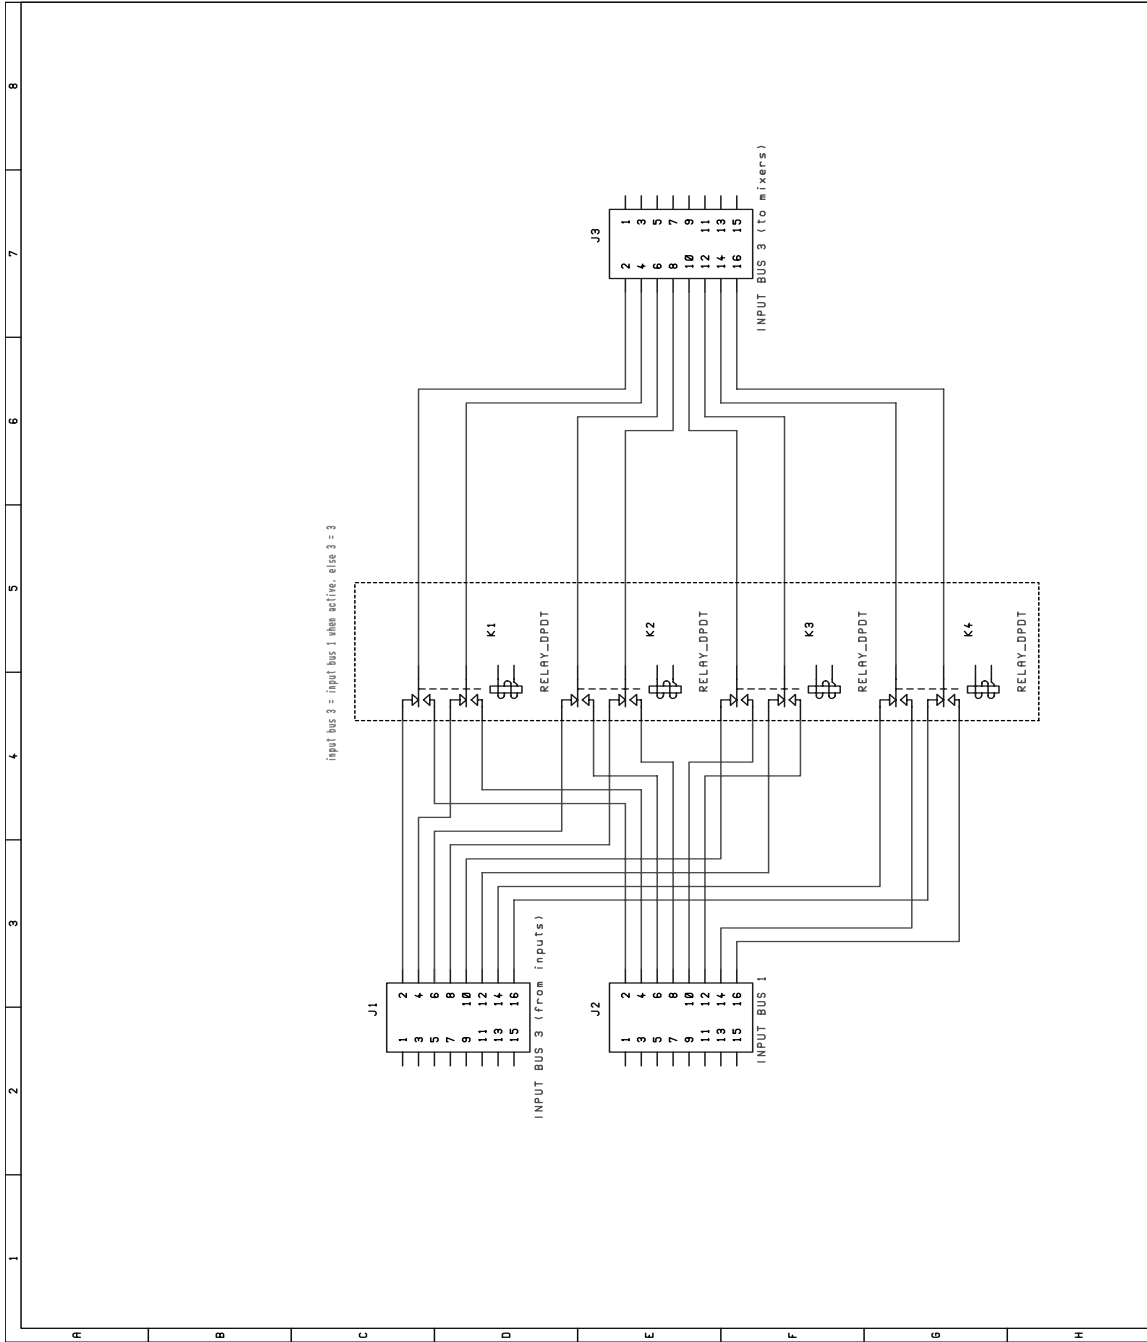 1 2 3 4 5 6 7 8
A
B
C
D
E
F
G
H
input bus 3 = input bus 1 when active, else 3 = 3
J1
1 2
3 4
5 6
7 8
9 10
11 12
13 14
15 16
INPUT BUS 3 (from inputs)
K1
RELAY_DPDT
K2
RELAY_DPDT
K3
RELAY_DPDT
K4
RELAY_DPDT
J2
1 2
3 4
5 6
7 8
9 10
11 12
13 14
15 16
INPUT BUS 1
J3
2 1
4 3
6 5
8 7
10 9
12 11
14 13
16 15
INPUT BUS 3 (to mixers)